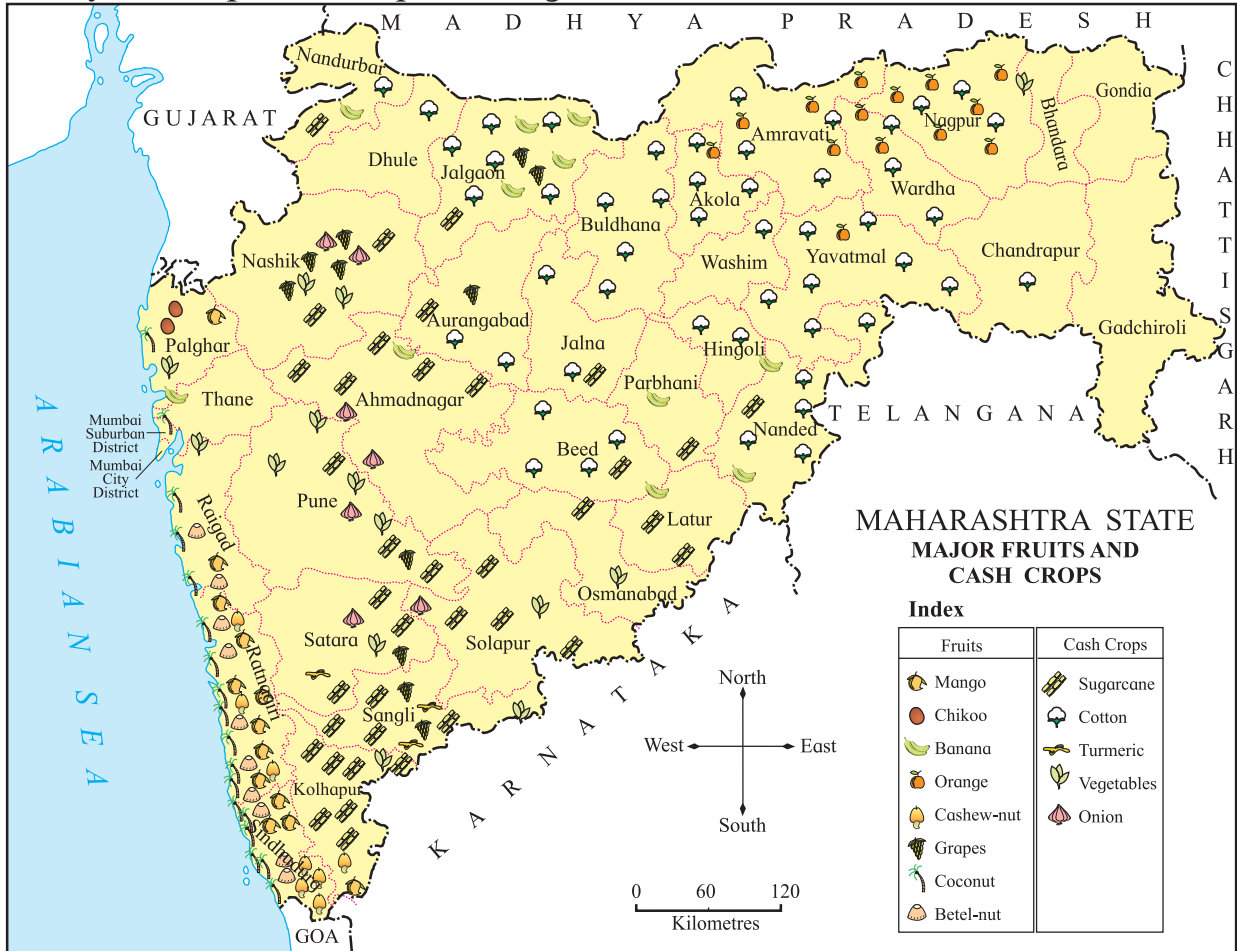 M A D H Y A P R A D E S H
Nandurbar
GUJARAT
CHHATTISGARH
Gondia
Bhandara
Nagpur
Amravati
Dhule
Jalgaon
Wardha
Akola
Buldhana
Nashik
Washim
Yavatmal
Chandrapur
Aurangabad
Gadchiroli
Palghar
Jalna
Hingoli
Parbhani
Thane
Ahmadnagar
TELANGANA
Nanded
Mumbai
Suburban
District
Mumbai
City
District
Beed
Pune
Raigad
Latur
ARABIAN SEA
Osmanabad
Satara
Solapur
Ratnagiri
Sangli
KARNATAKA
Kolhapur
GOA
MAHARASHTRA STATE
MAJOR FRUITS AND
CASH CROPS
Index
Fruits
Cash Crops
Mango
Sugarcane
Chikoo
Cotton
Banana
Turmeric
Orange
Vegetables
Cashew-nut
Onion
Grapes
Coconut
Betel-nut
North
West
East
South
0 60 120
Kilometres